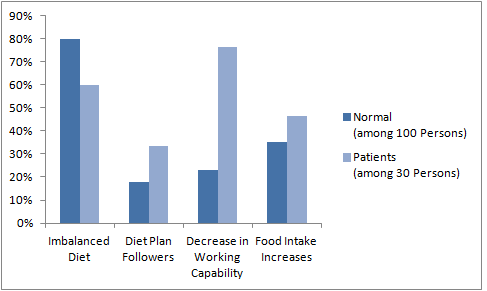 90%
80%
70%
60%
50%
40%
30%
20%
10%
0%
Imbalanced
Diet
Diet Plan
Followers
Decrease in
Working
Capability
Food Intake
Increases
Normal
(among 100 Persons)
Patients
(among 30 Persons)